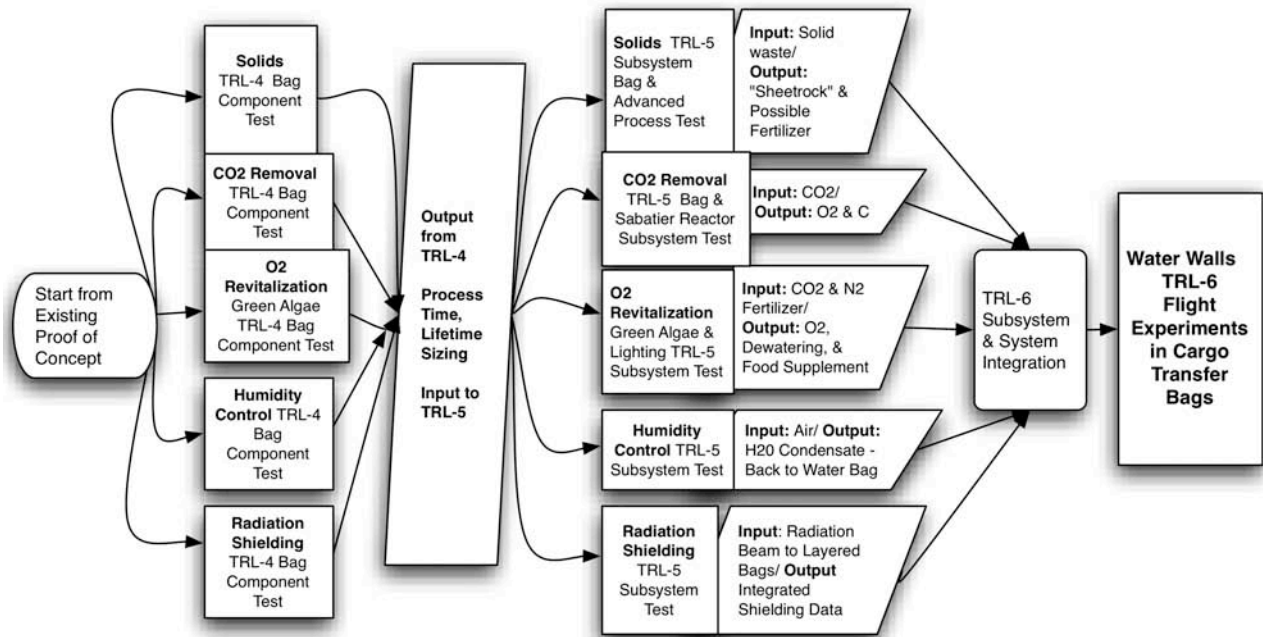 Start from
Existing
Proof of
Concept
Solids
TRL-4 Bag
Component
Test
CO2 Removal
TRL-4 Bag
Component
Test
O2
Revitalization
Green Algae
TRL-4 Bag
Component Test
Humidity
Control TRL-4
Bag
Component
Test
Radiation
Shielding
TRL-4 Bag
Component
Test
Output
from
TRL-4
Process
Time,
Lifetime
Sizing
Input to
TRL-5
Solids TRL-5
Subsystem
Bag &
Advanced
Process Test
Input: Solid
waste/
Output:
"Sheetrock" &
Possible
Fertilizer
CO2 Removal
TRL-5 Bag &
Sabatier Reactor
Subsystem Test
Input: CO2/
Output: O2 & C
O2
Revitalization
Green Algae &
Lighting TRL-5
Subsystem Test
Input: CO2 & N2
Fertilizer/
Output: O2,
Dewatering, &
Food Supplement
Humidity
Control TRL-5
Subsystem Test
Input: Air/ Output:
H20 Condensate -
Back to Water Bag
Radiation
Shielding
TRL-5
Subsystem
Test
Input: Radiation
Beam to Layered
Bags/ Output
Integrated
Shielding Data
TRL-6
Subsystem
& System
Integration
Water Walls
TRL-6
Flight
Experiments
in Cargo
Transfer
Bags